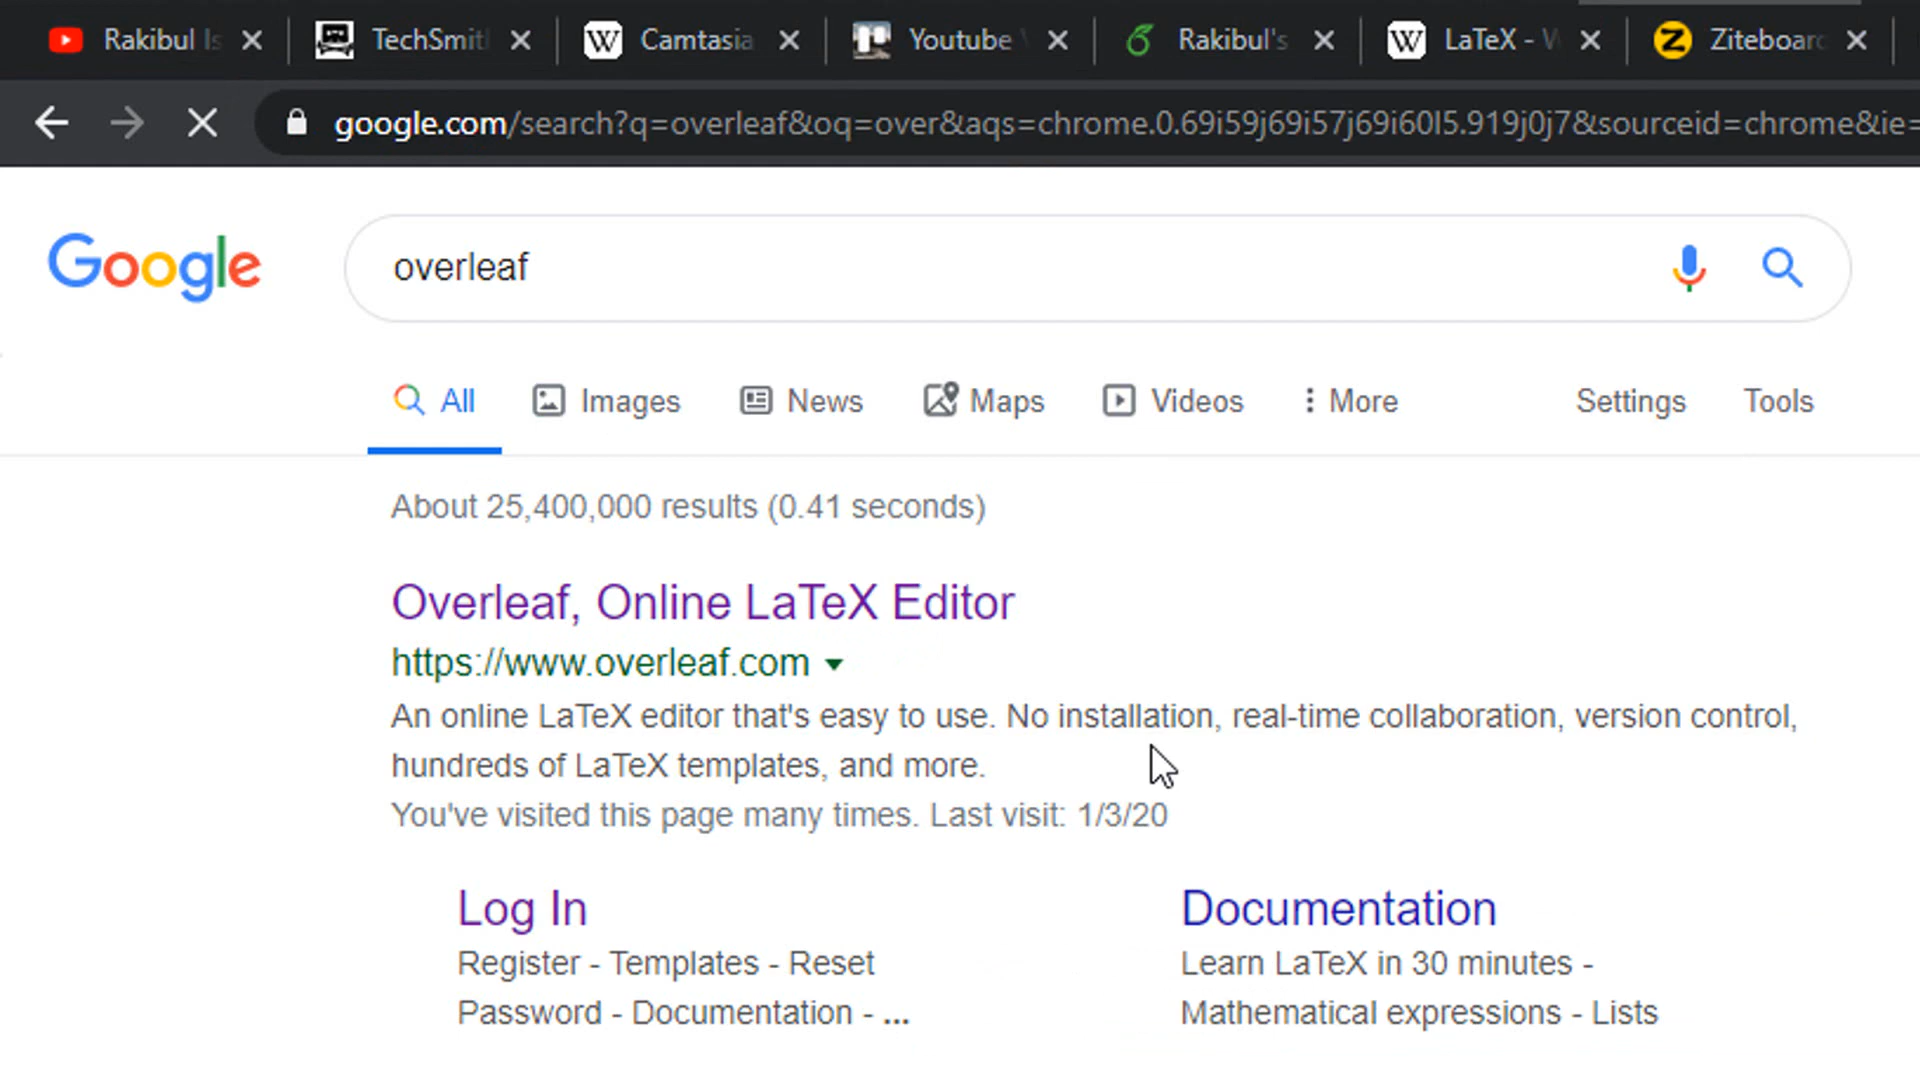 Rakibul Is TechSmith Camtasia Youtube Rakibul's LaTeX - W Ziteboard
google.com/search?q=overleaf&oq=over&aqs=chrome.0.69i59j69i57j69i60l5.919j0j7&sourceid=chrome&ie=
Google overleaf
All Images News Maps Videos More Settings Tools
About 25,400,000 results (0.41 seconds)
Overleaf, Online LaTeX Editor
https://www.overleaf.com
An online LaTeX editor that's easy to use. No installation, real-time collaboration, version control,
hundreds of LaTeX templates, and more.
You've visited this page many times. Last visit: 1/3/20
Log In Documentation
Register - Templates - Reset Learn LaTeX in 30 minutes -
Password - Documentation - ... Mathematical expressions - Lists